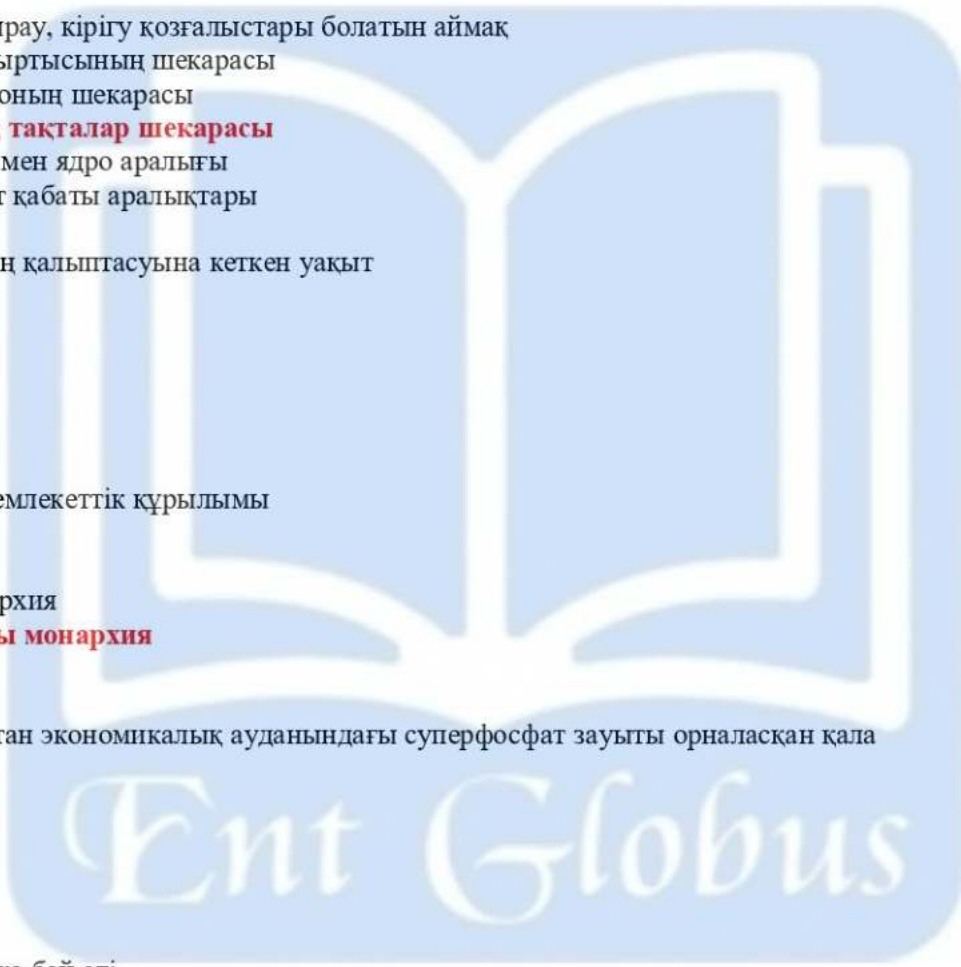 ырау, кірігу қозғалыстары болатын аймақ
ыртысының шекарасы
оның шекарасы
тақталар шекарасы
мен ядро аралығы
т қабаты аралықтары
ң қалыптасуына кеткен уақыт
емлекеттік құрылымы
рхия
ы монархия
тан экономикалық ауданындағы суперфосфат зауыты орналасқан қала
Ent Globus